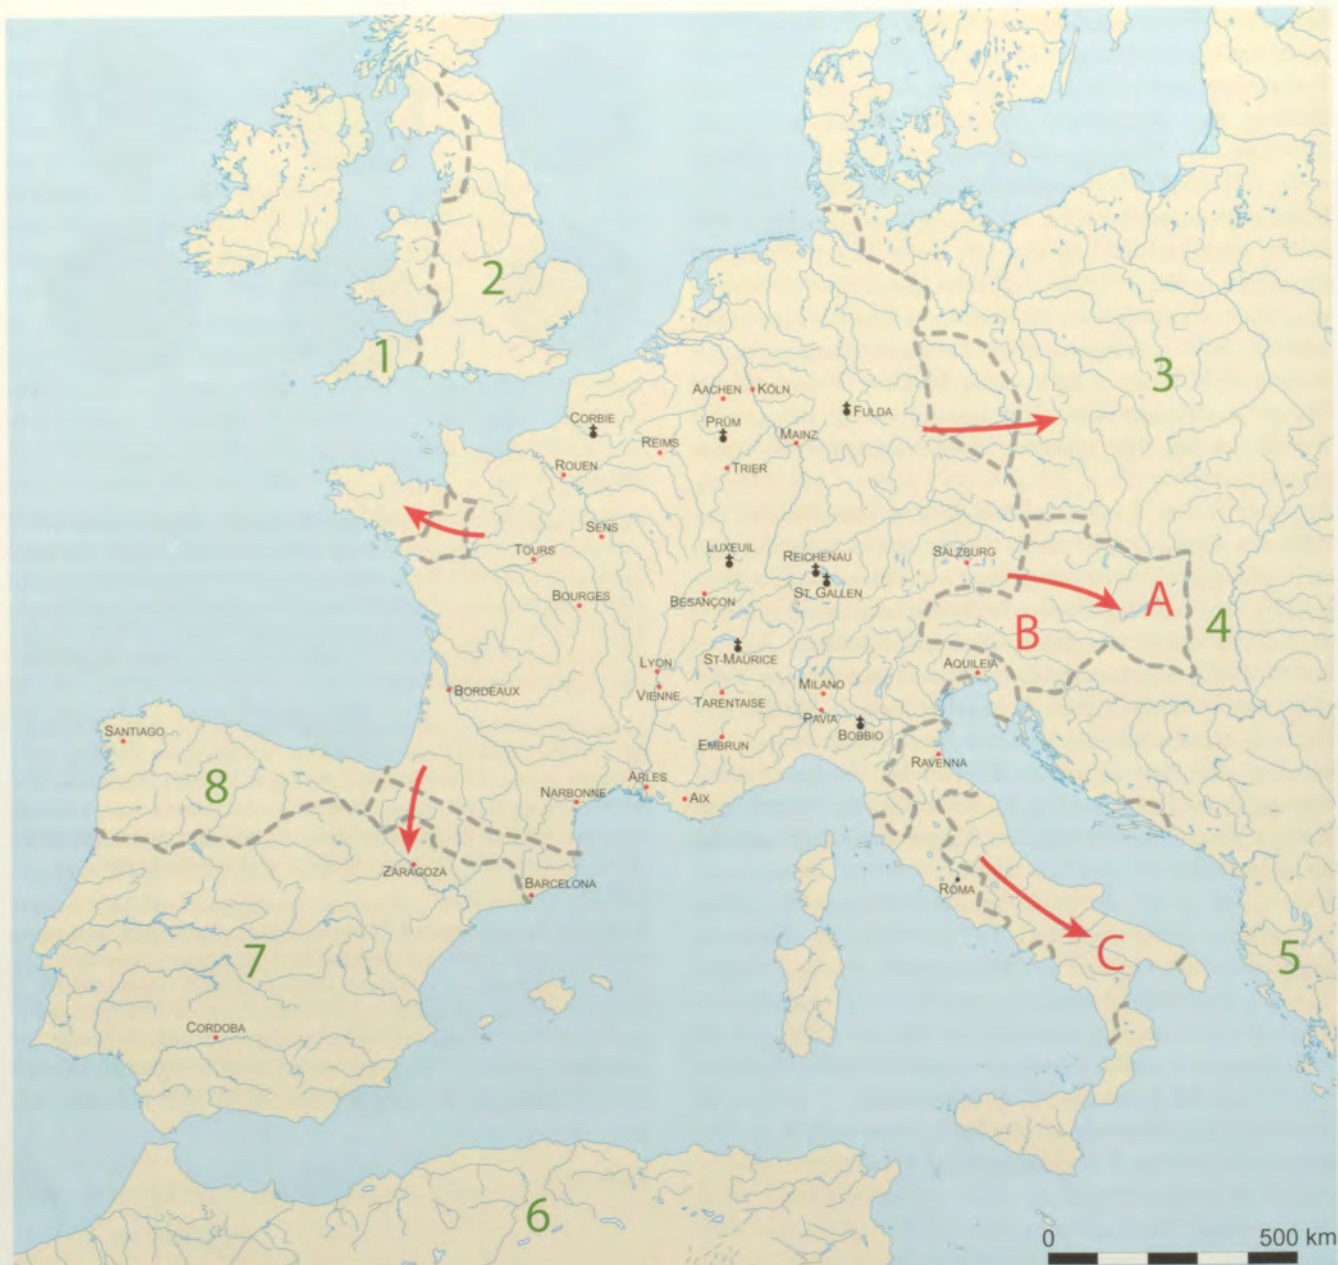 2
1
3
AACHEN
KÖLN
CORBIE
PRÜM
FULDA
REIMS
MAINZ
ROUEN
TRIER
SENS
LUXEUIL
REICHENAU
SALZBURG
TOURS
ST GALLEN
BOURGES
BESANÇON
A
B
4
ST-MAURICE
LYON
AQUILEIA
BORDEAUX
VIENNE
TARENTAISE
MILANO
PAVIA
SANTIAGO
EMBRUN
BOBBIO
RAVENNA
8
ARLES
NARBONNE
AIX
ZARAGOZA
BARCELONA
ROMA
7
C
5
CORDOBA
6
0 500 km